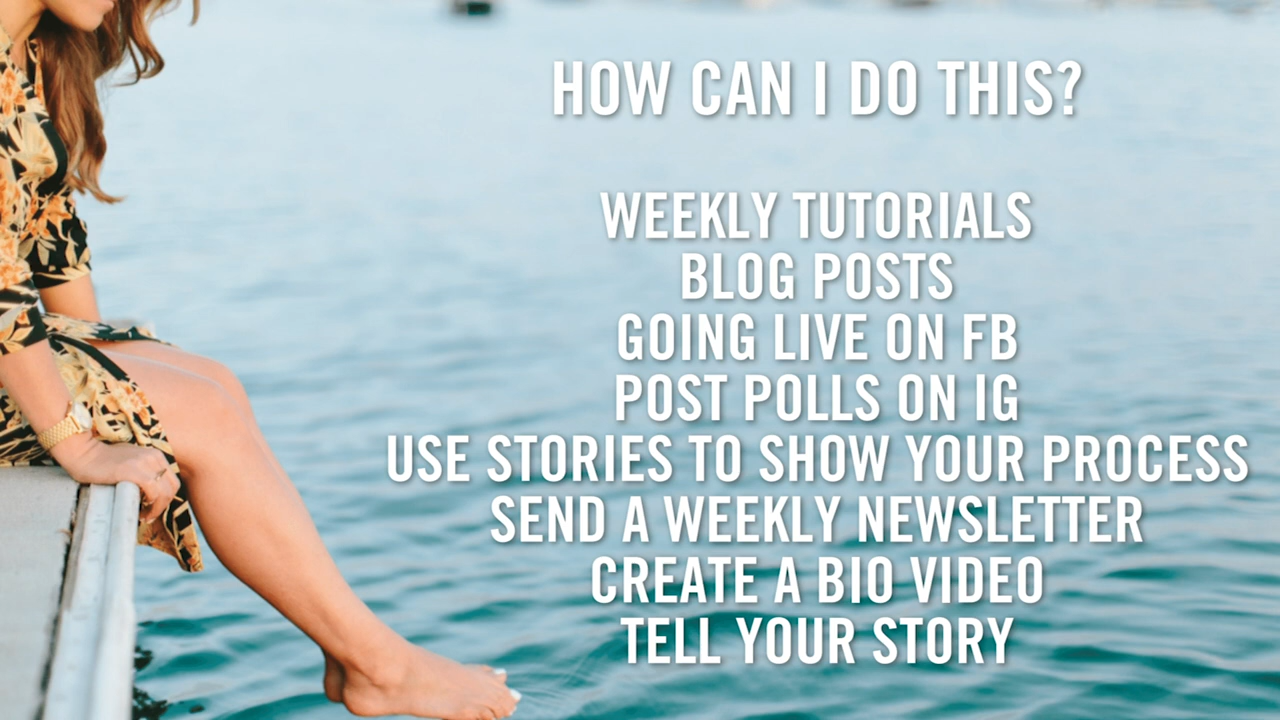 HOW CAN I DO THIS?
WEEKLY TUTORIALS
BLOG POSTS
GOING LIVE ON FB
POST POLLS ON IG
USE STORIES TO SHOW YOUR PROCESS
SEND A WEEKLY NEWSLETTER
CREATE A BIO VIDEO
TELL YOUR STORY